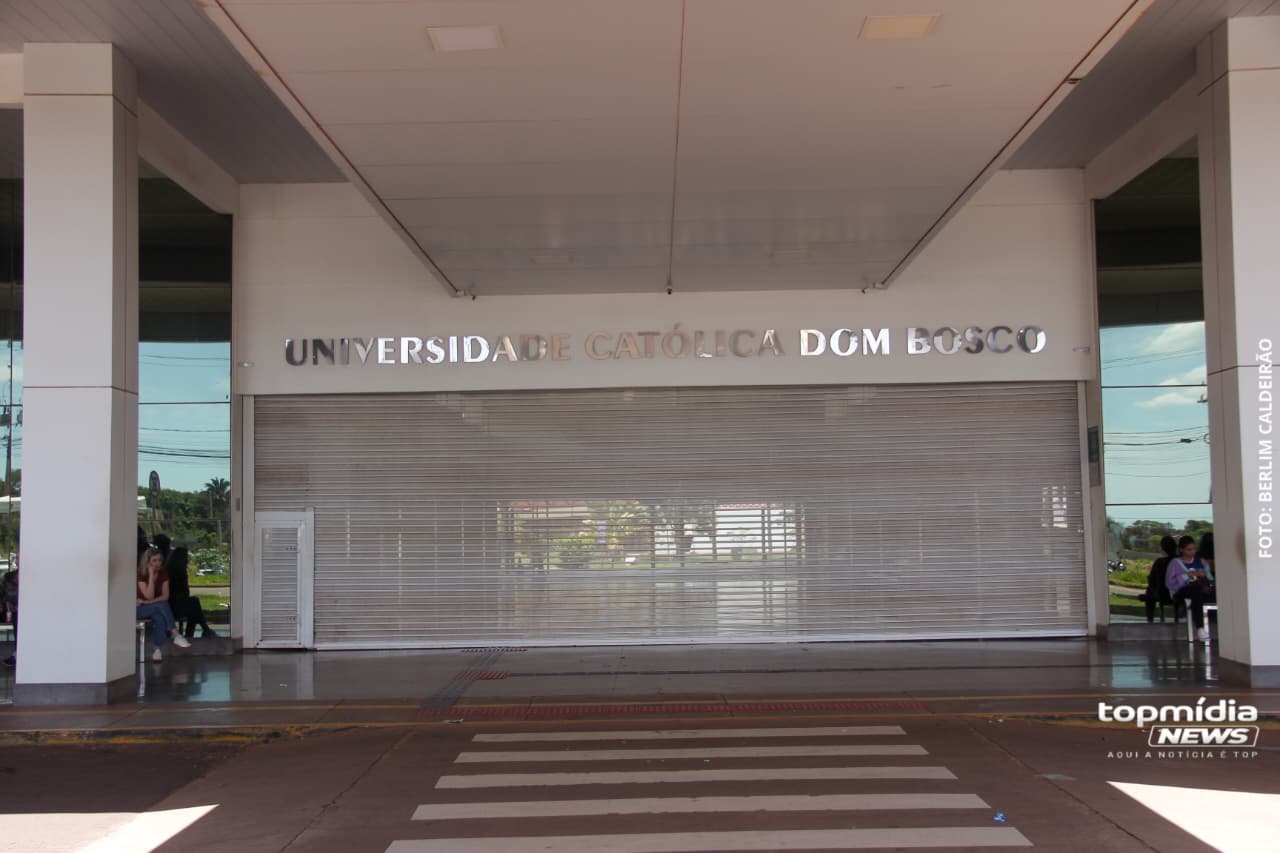 UNIVERSIDADE CATÓLICA DOM BOSCO
FOTO: BERLIM CALDEIRÃO
topmídia
NEWS
AQUI A NOTÍCIA É TOP